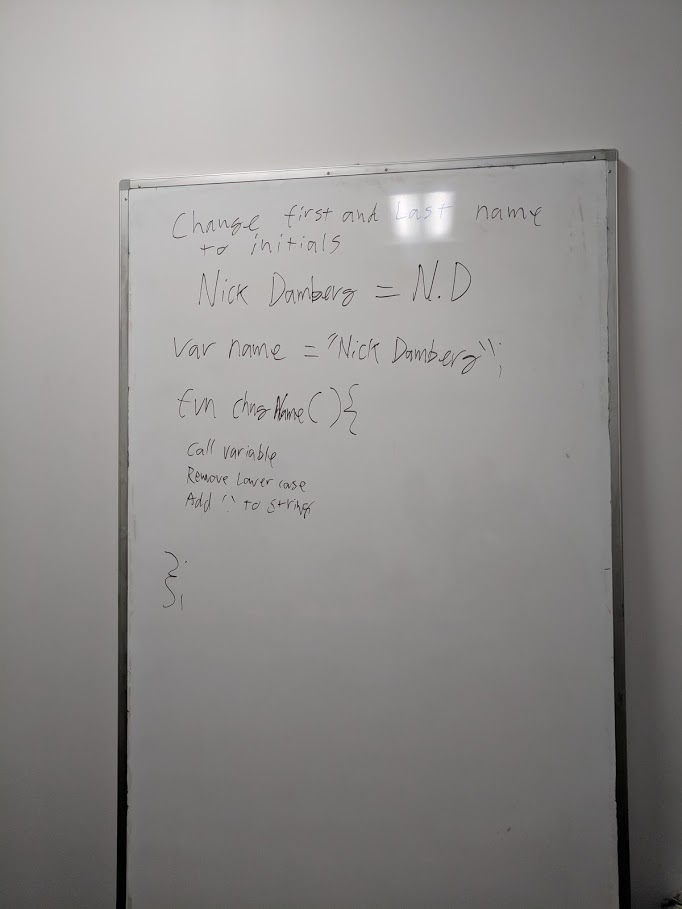 Change first and Last name
to initials
Nick Damberg = N.D
var name = "Nick Damberg";
fun chngName(){
Call variable
Remove Lower case
Add '.' to string
};